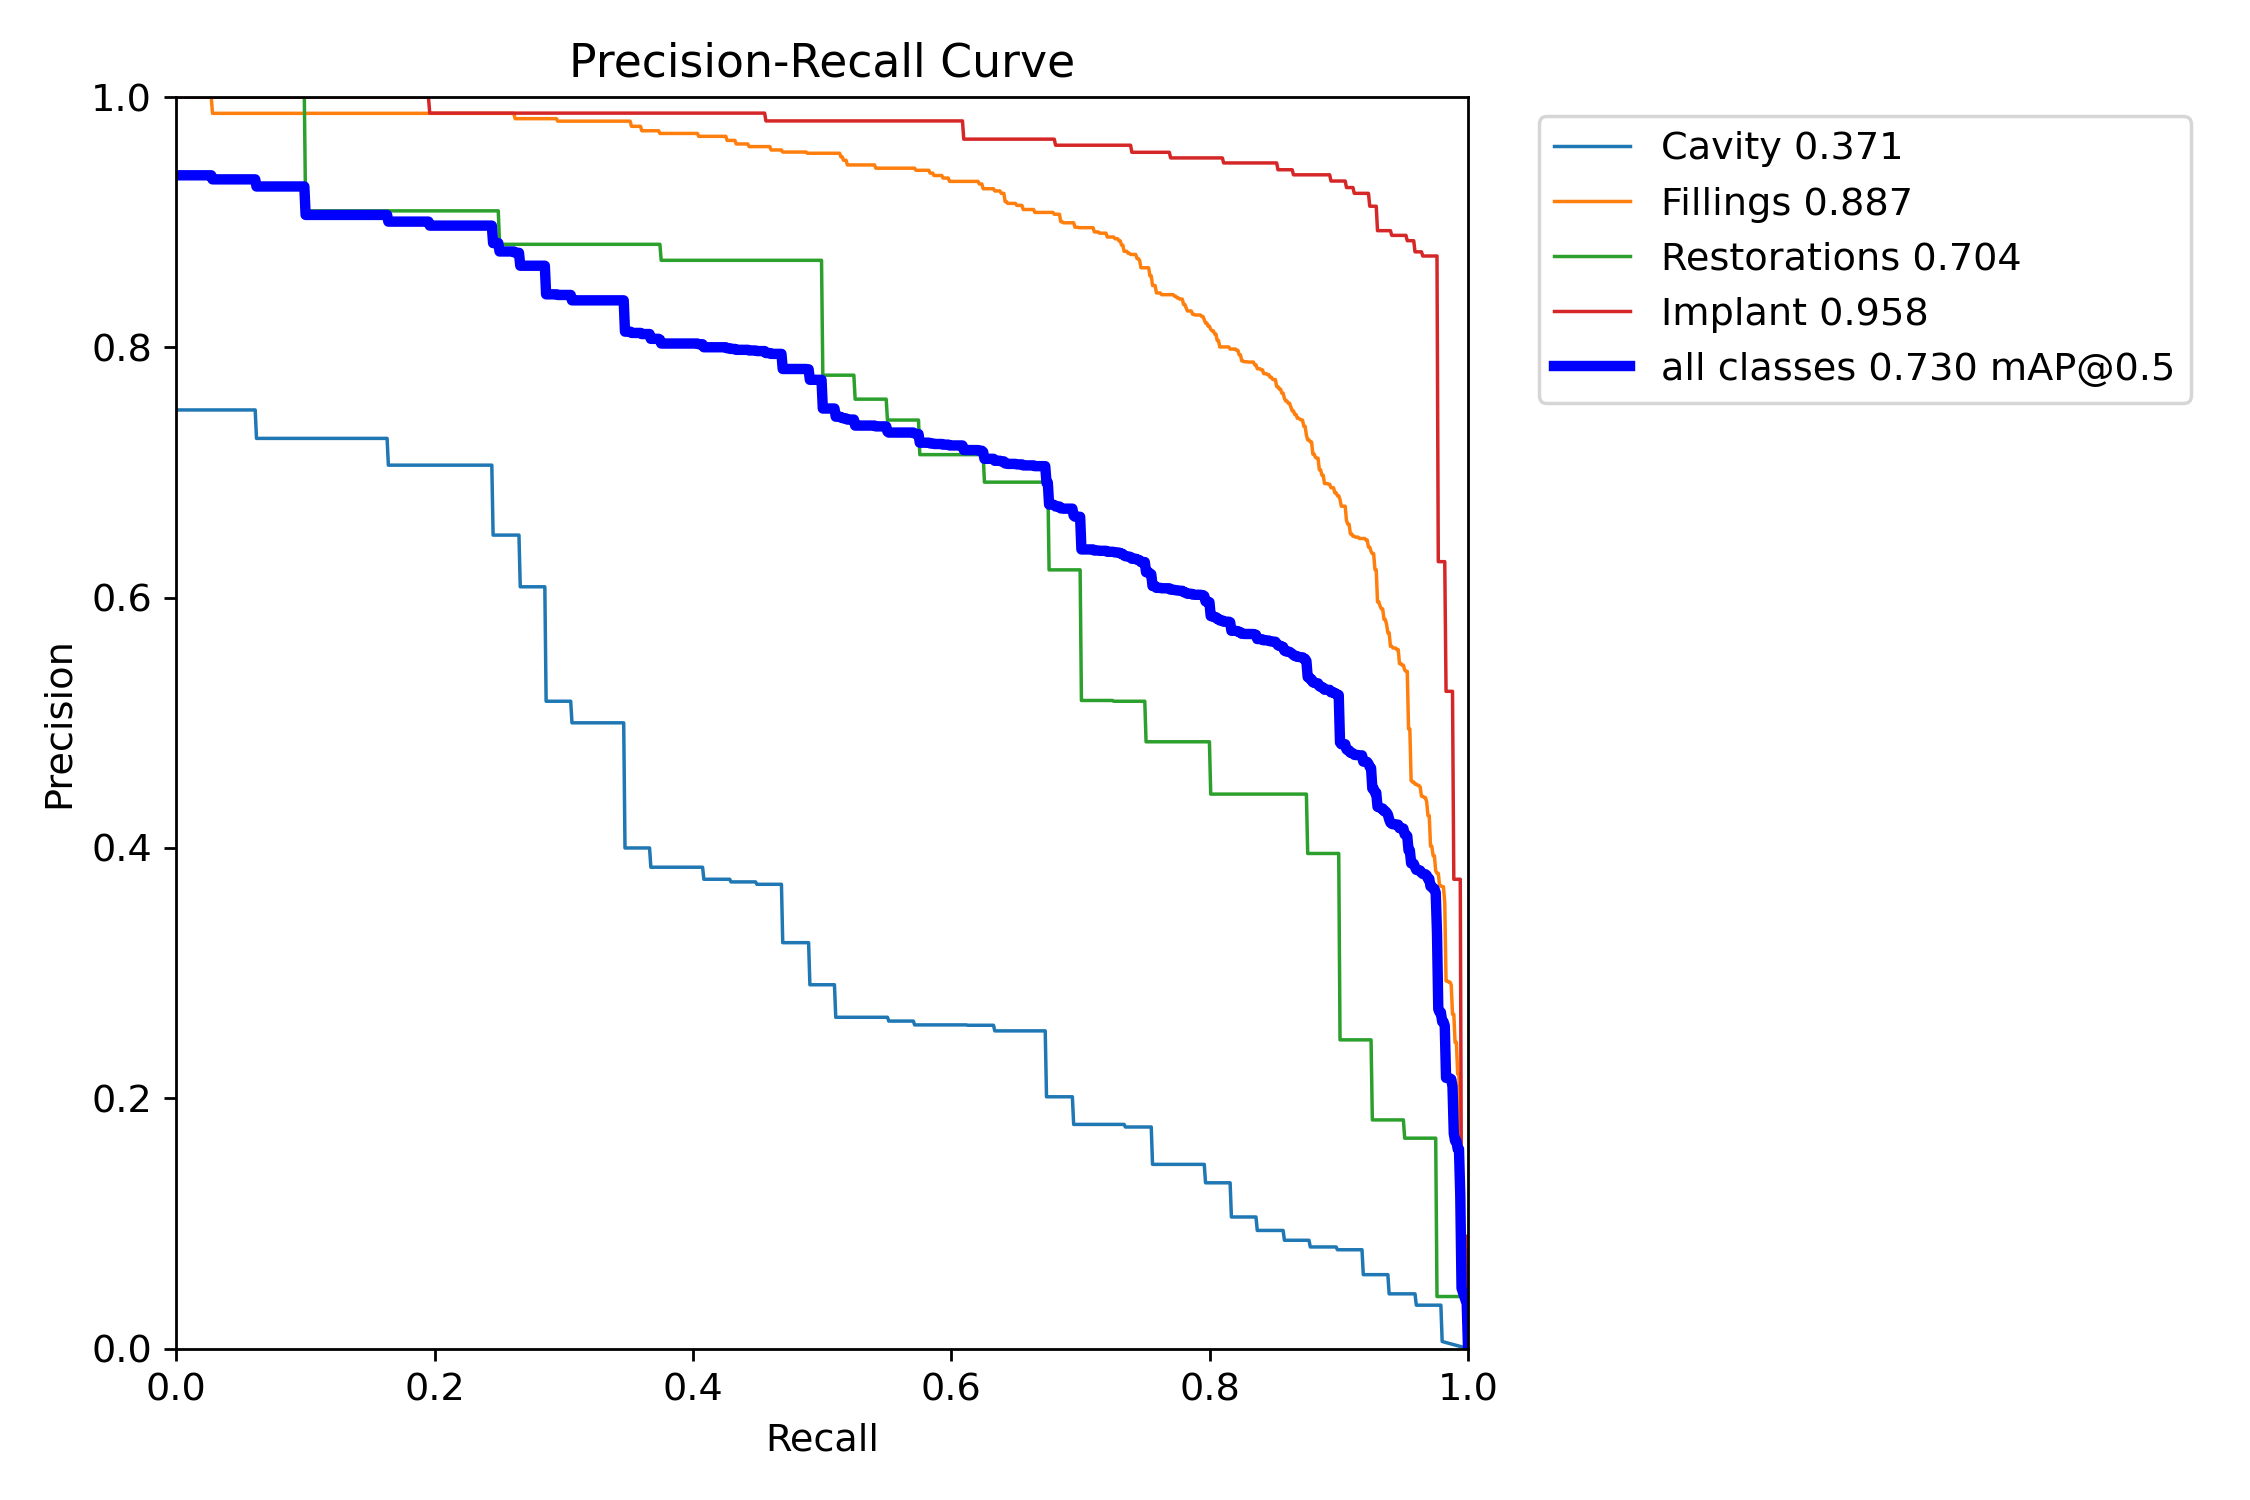 Precision-Recall Curve
1.0
0.8
0.6
0.4
0.2
0.0
Precision
0.0 0.2 0.4 0.6 0.8 1.0
Recall
Cavity 0.371
Fillings 0.887
Restorations 0.704
Implant 0.958
all classes 0.730 mAP@0.5